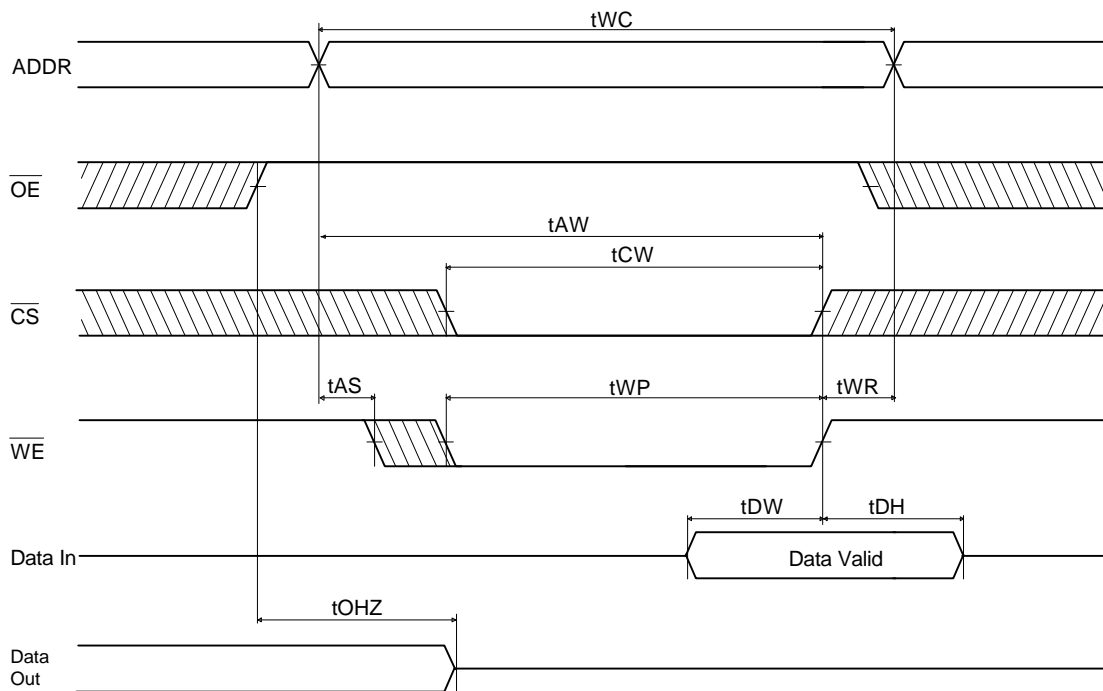 tWC
ADDR
OE
tAW
tCW
CS
tAS
tWP
tWR
WE
tDW
tDH
Data In
Data Valid
tOHZ
Data
Out